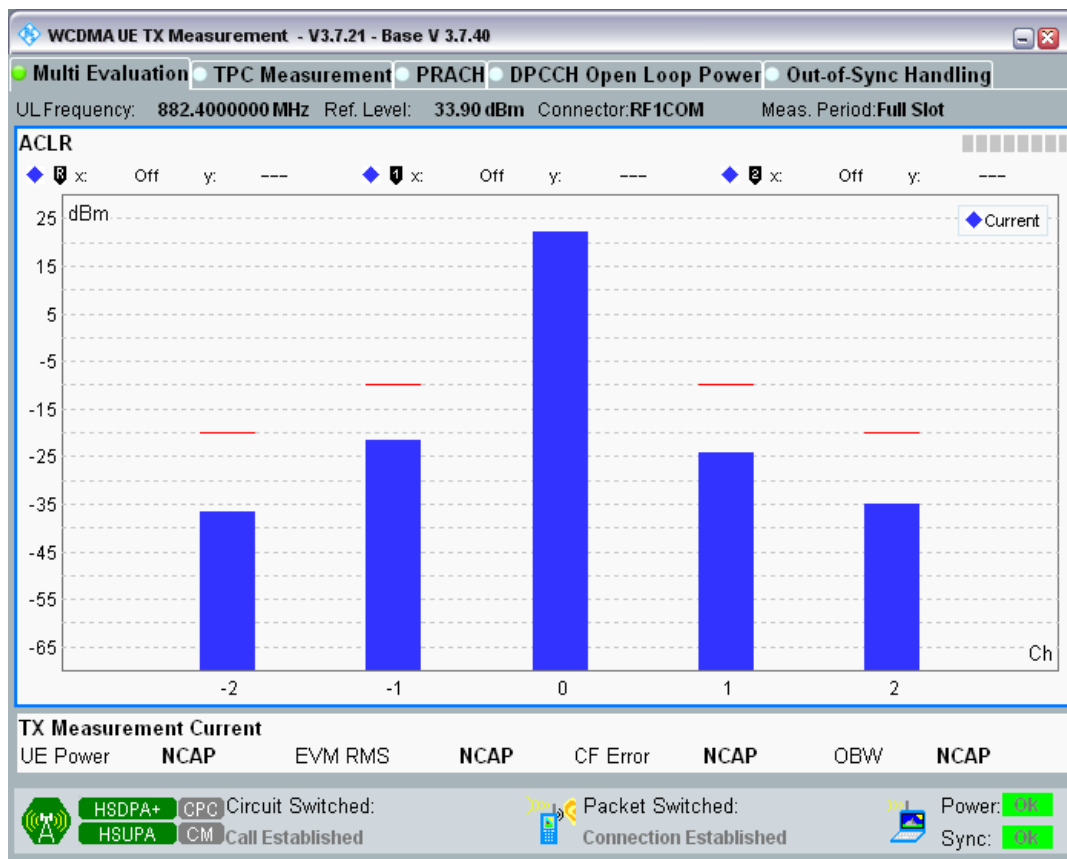 WCDMA UE TX Measurement - V3.7.21 - Base V 3.7.40
Multi Evaluation TPC Measurement PRACH DPCCH Open Loop Power Out-of-Sync Handling
UL Frequency: 882.4000000 MHz Ref. Level: 33.90 dBm Connector:RF1COM Meas. Period:Full Slot
ACLR
R x: Off y: --- 1 x: Off y: --- 2 x: Off y: ---
25 dBm
Current
15
5
-5
-15
-25
-35
-45
-55
-65
Ch
-2 -1 0 1 2
TX Measurement Current
UE Power NCAP EVM RMS NCAP CF Error NCAP OBW NCAP
HSDPA+ CPC Circuit Switched: Packet Switched: Power: Ok
HSUPA CM Call Established Connection Established Sync: Ok